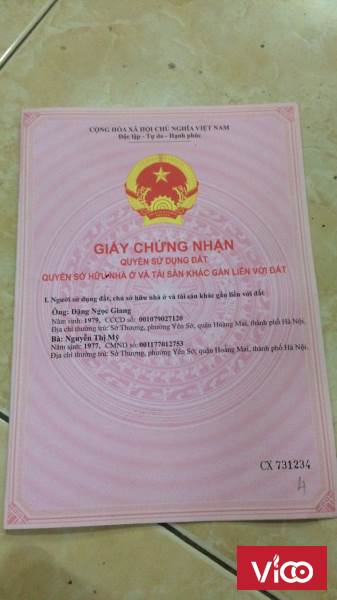 CỘNG HÒA XÃ HỘI CHỦ NGHĨA VIỆT NAM
Độc lập - Tự do - Hạnh phúc
GIẤY CHỨNG NHẬN
QUYỀN SỬ DỤNG ĐẤT
QUYỀN SỞ HỮU NHÀ Ở VÀ TÀI SẢN KHÁC GẮN LIỀN VỚI ĐẤT
I. Người sử dụng đất, chủ sở hữu nhà ở và tài sản khác gắn liền với đất
Ông: Đặng Ngọc Giang
Năm sinh: 1979, CCCD số: 001079027120
Địa chỉ thường trú: Sở Thượng, phường Yên Sở, quận Hoàng Mai, thành phố Hà Nội.
Bà: Nguyễn Thị Mỹ
Năm sinh: 1977, CMND số: 001177012753
Địa chỉ thường trú: Sở Thượng, phường Yên Sở, quận Hoàng Mai, thành phố Hà Nội.
CX 731234
4
ViCO